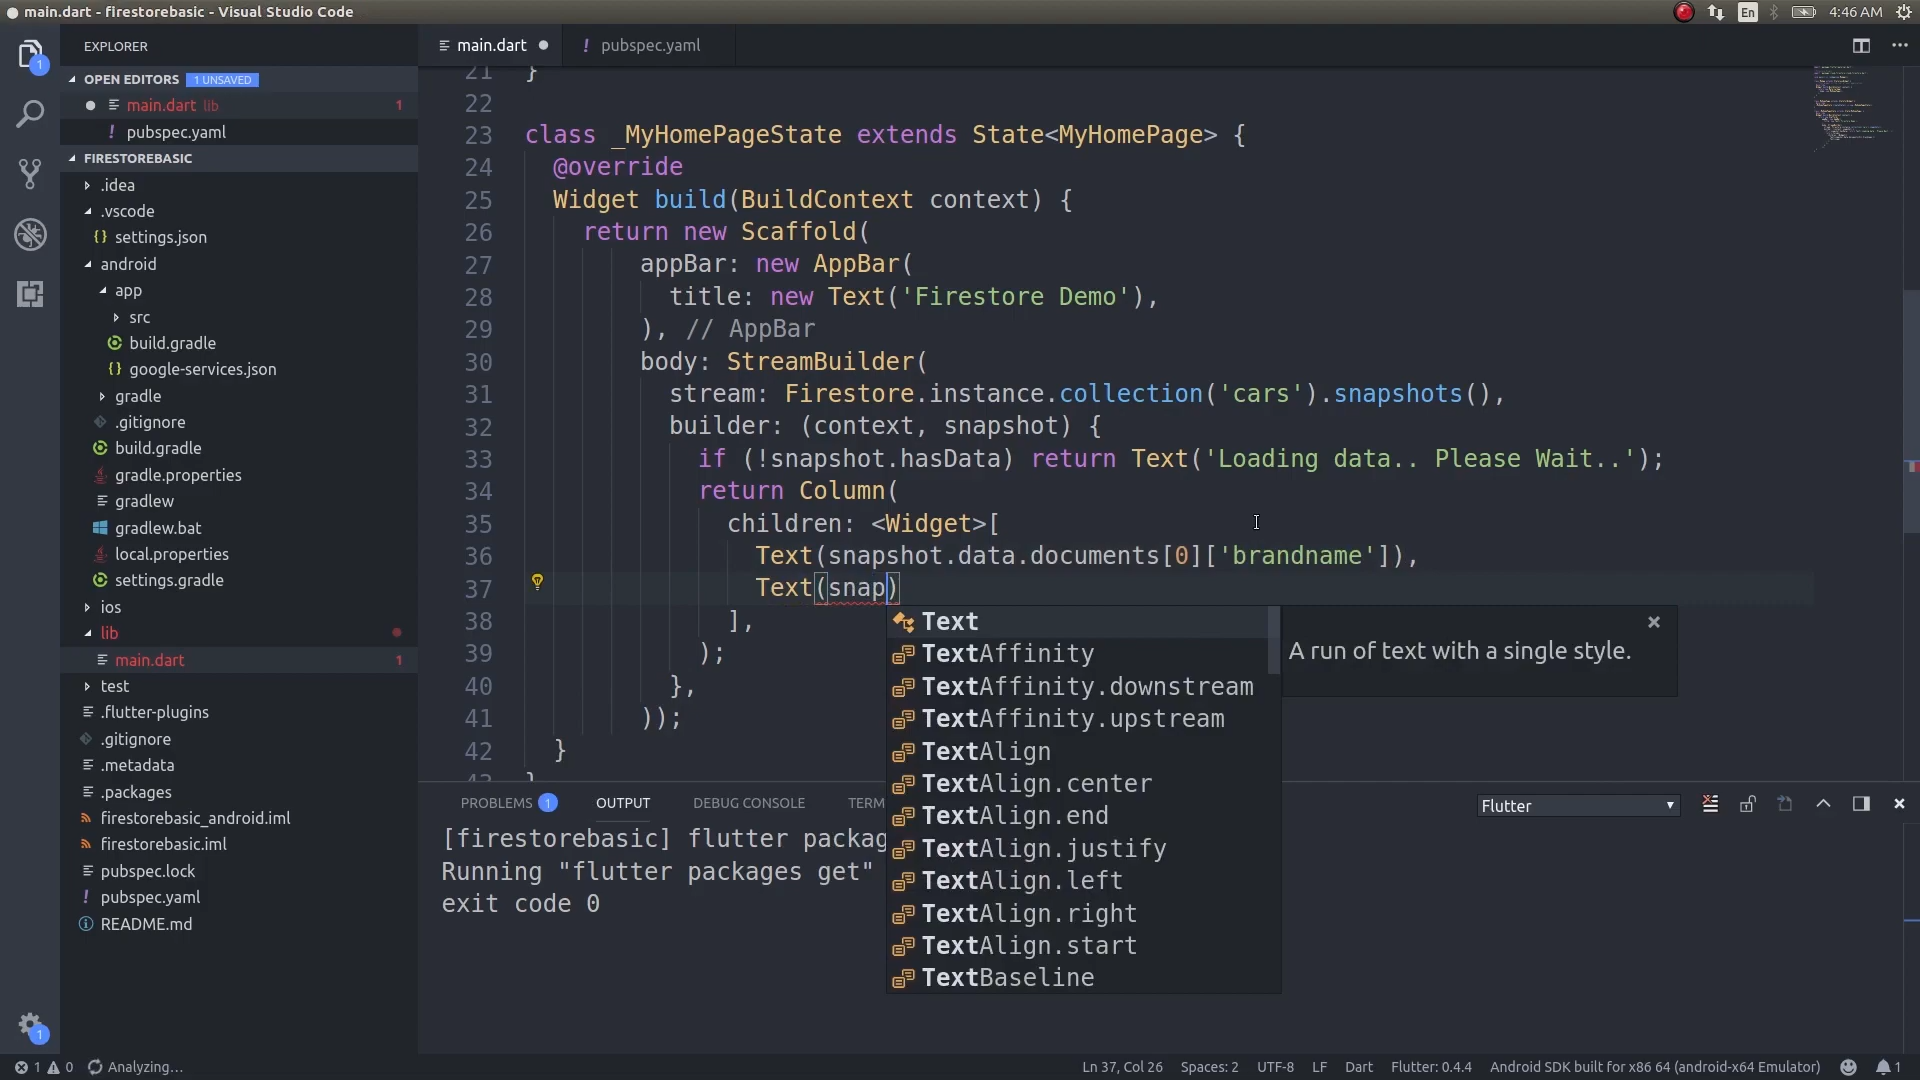 main.dart - firestorebasic - Visual Studio Code
En
4:46 AM
EXPLORER
OPEN EDITORS 1 UNSAVED
main.dart lib 1
! pubspec.yaml
FIRESTOREBASIC
.idea
.vscode
{} settings.json
android
app
src
build.gradle
{} google-services.json
gradle
.gitignore
build.gradle
gradle.properties
gradlew
gradlew.bat
local.properties
settings.gradle
ios
lib
main.dart 1
test
.flutter-plugins
.gitignore
.metadata
.packages
firestorebasic_android.iml
firestorebasic.iml
pubspec.lock
! pubspec.yaml
README.md
1
1
main.dart
! pubspec.yaml
21 }
22
23 class _MyHomePageState extends State<MyHomePage> {
24 @override
25 Widget build(BuildContext context) {
26 return new Scaffold(
27 appBar: new AppBar(
28 title: new Text('Firestore Demo'),
29 ), // AppBar
30 body: StreamBuilder(
31 stream: Firestore.instance.collection('cars').snapshots(),
32 builder: (context, snapshot) {
33 if (!snapshot.hasData) return Text('Loading data.. Please Wait..');
34 return Column(
35 children: <Widget>[
36 Text(snapshot.data.documents[0]['brandname']),
37 Text(snap)
38 ],
39 );
40 },
41 ));
42 }
43 }
Text
TextAffinity
TextAffinity.downstream
TextAffinity.upstream
TextAlign
TextAlign.center
TextAlign.end
TextAlign.justify
TextAlign.left
TextAlign.right
TextAlign.start
TextBaseline
A run of text with a single style.
PROBLEMS 1 OUTPUT DEBUG CONSOLE TERM
Flutter
[firestorebasic] flutter packag
Running "flutter packages get"
exit code 0
1 0 Analyzing...
Ln 37, Col 26 Spaces: 2 UTF-8 LF Dart Flutter: 0.4.4 Android SDK built for x86 64 (android-x64 Emulator) 1